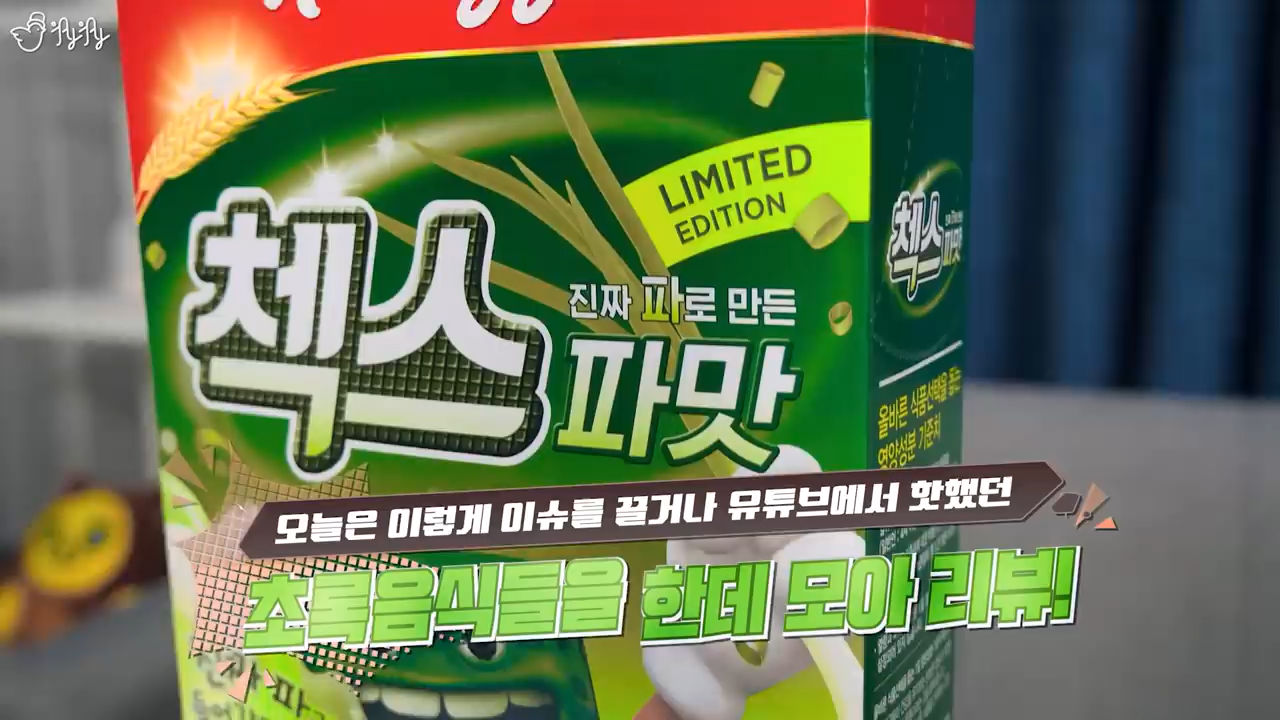 LIMITED
EDITION
첵스
진짜 파로 만든
파맛
첵스
파맛
올바른 식품선택을 돕는
영양성분 기준치
오늘은 이렇게 이슈를 끌거나 유튜브에서 핫했던
초록음식들을 한데 모아 리뷰!